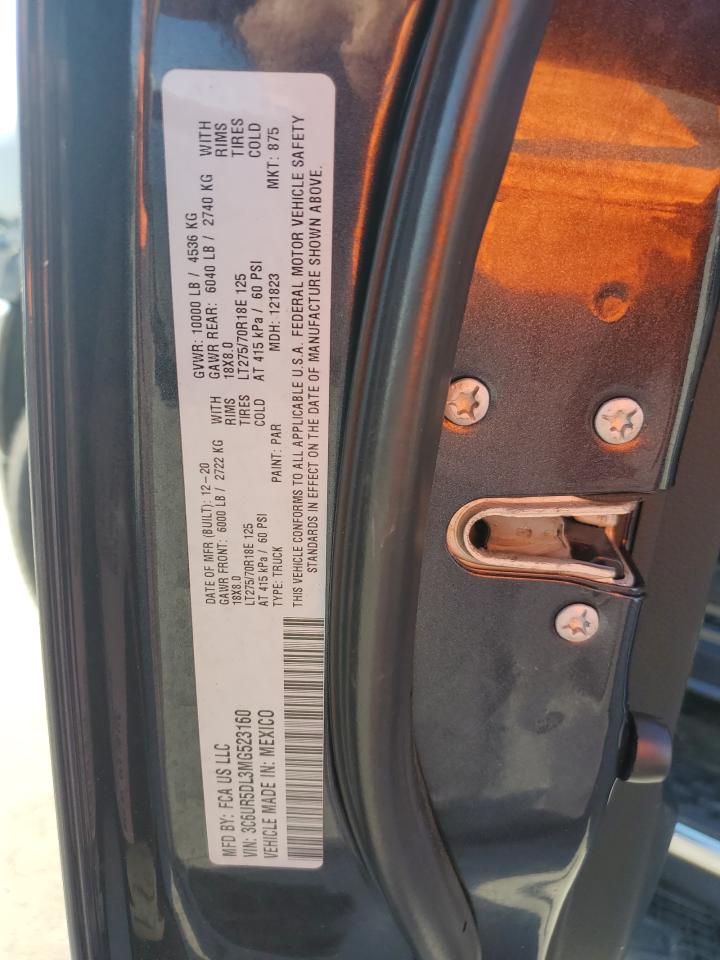 MFD BY: FCA US LLC
DATE OF MFR (BUILT): 12-20
GVWR: 10000 LB / 4536 KG
GAWR FRONT: 6000 LB / 2722 KG WITH
18X8.0 RIMS
LT275/70R18E 125 TIRES
AT 415 kPa / 60 PSI COLD
GAWR REAR: 6040 LB / 2740 KG WITH
18X8.0 RIMS
LT275/70R18E 125 TIRES
AT 415 kPa / 60 PSI COLD
VIN: 3C6UR5DL3MG523160
TYPE: TRUCK PAINT: PAR MDH: 121823 MKT: 875
VEHICLE MADE IN: MEXICO
THIS VEHICLE CONFORMS TO ALL APPLICABLE U.S.A. FEDERAL MOTOR VEHICLE SAFETY
STANDARDS IN EFFECT ON THE DATE OF MANUFACTURE SHOWN ABOVE.